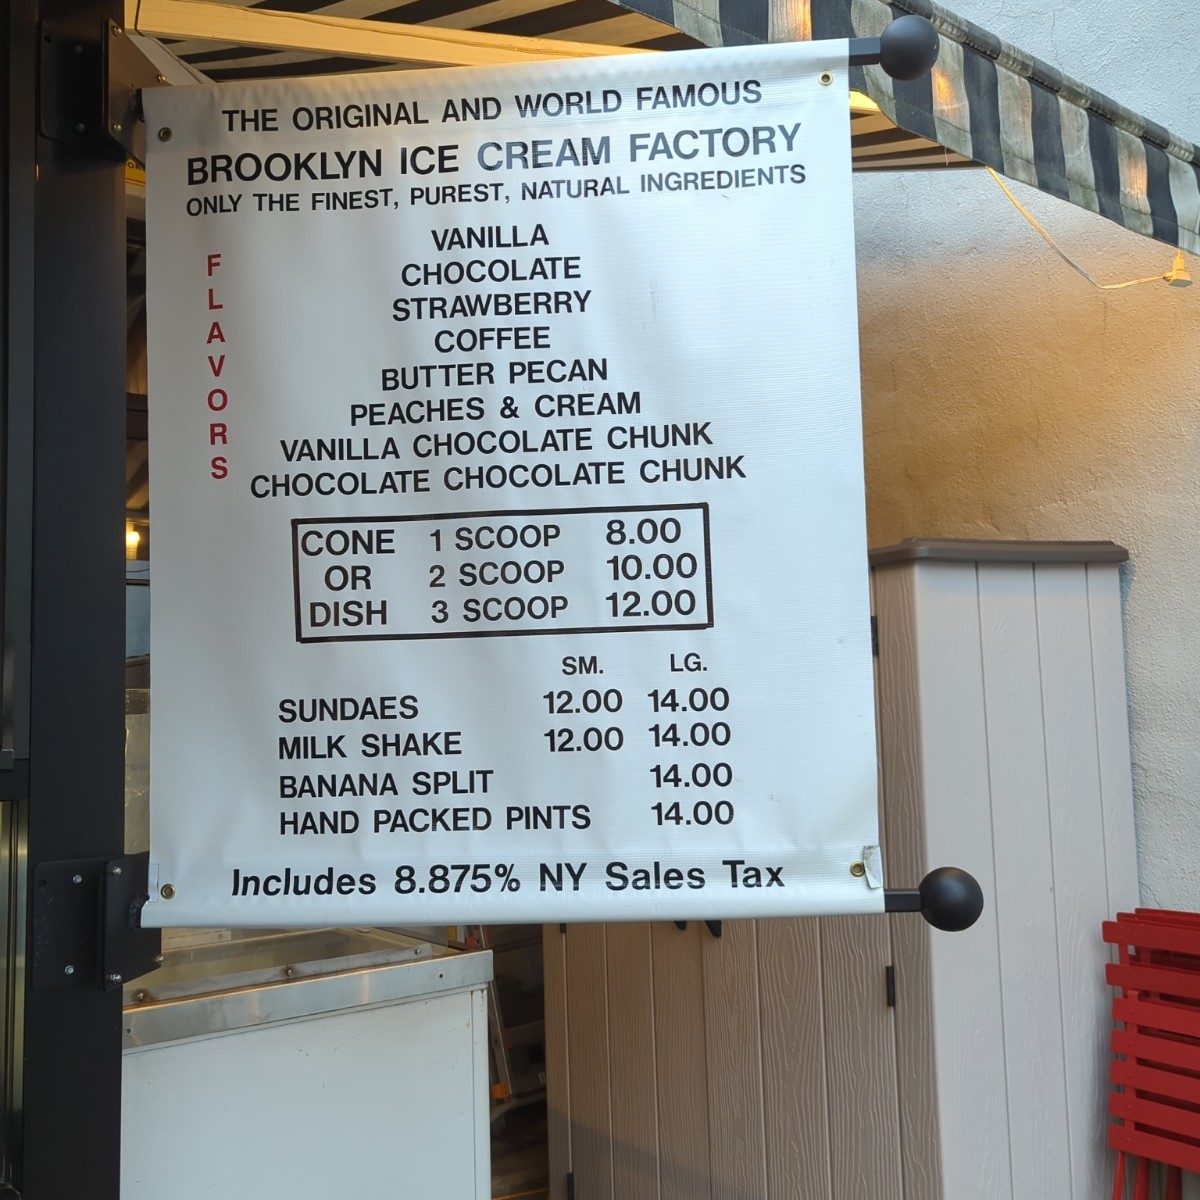 THE ORIGINAL AND WORLD FAMOUS
BROOKLYN ICE CREAM FACTORY
ONLY THE FINEST, PUREST, NATURAL INGREDIENTS
FLAVORS
VANILLA
CHOCOLATE
STRAWBERRY
COFFEE
BUTTER PECAN
PEACHES & CREAM
VANILLA CHOCOLATE CHUNK
CHOCOLATE CHOCOLATE CHUNK
CONE 1 SCOOP 8.00
OR 2 SCOOP 10.00
DISH 3 SCOOP 12.00
SM. LG.
SUNDAES 12.00 14.00
MILK SHAKE 12.00 14.00
BANANA SPLIT 14.00
HAND PACKED PINTS 14.00
Includes 8.875% NY Sales Tax